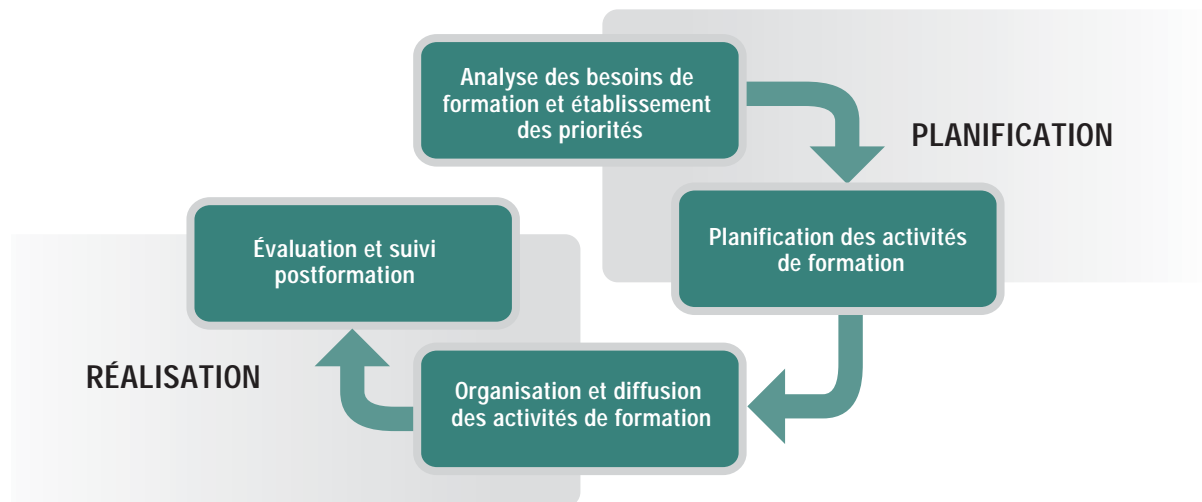 Analyse des besoins de
formation et établissement
des priorités
PLANIFICATION
Planification des activités
de formation
Évaluation et suivi
postformation
RÉALISATION
Organisation et diffusion
des activités de formation